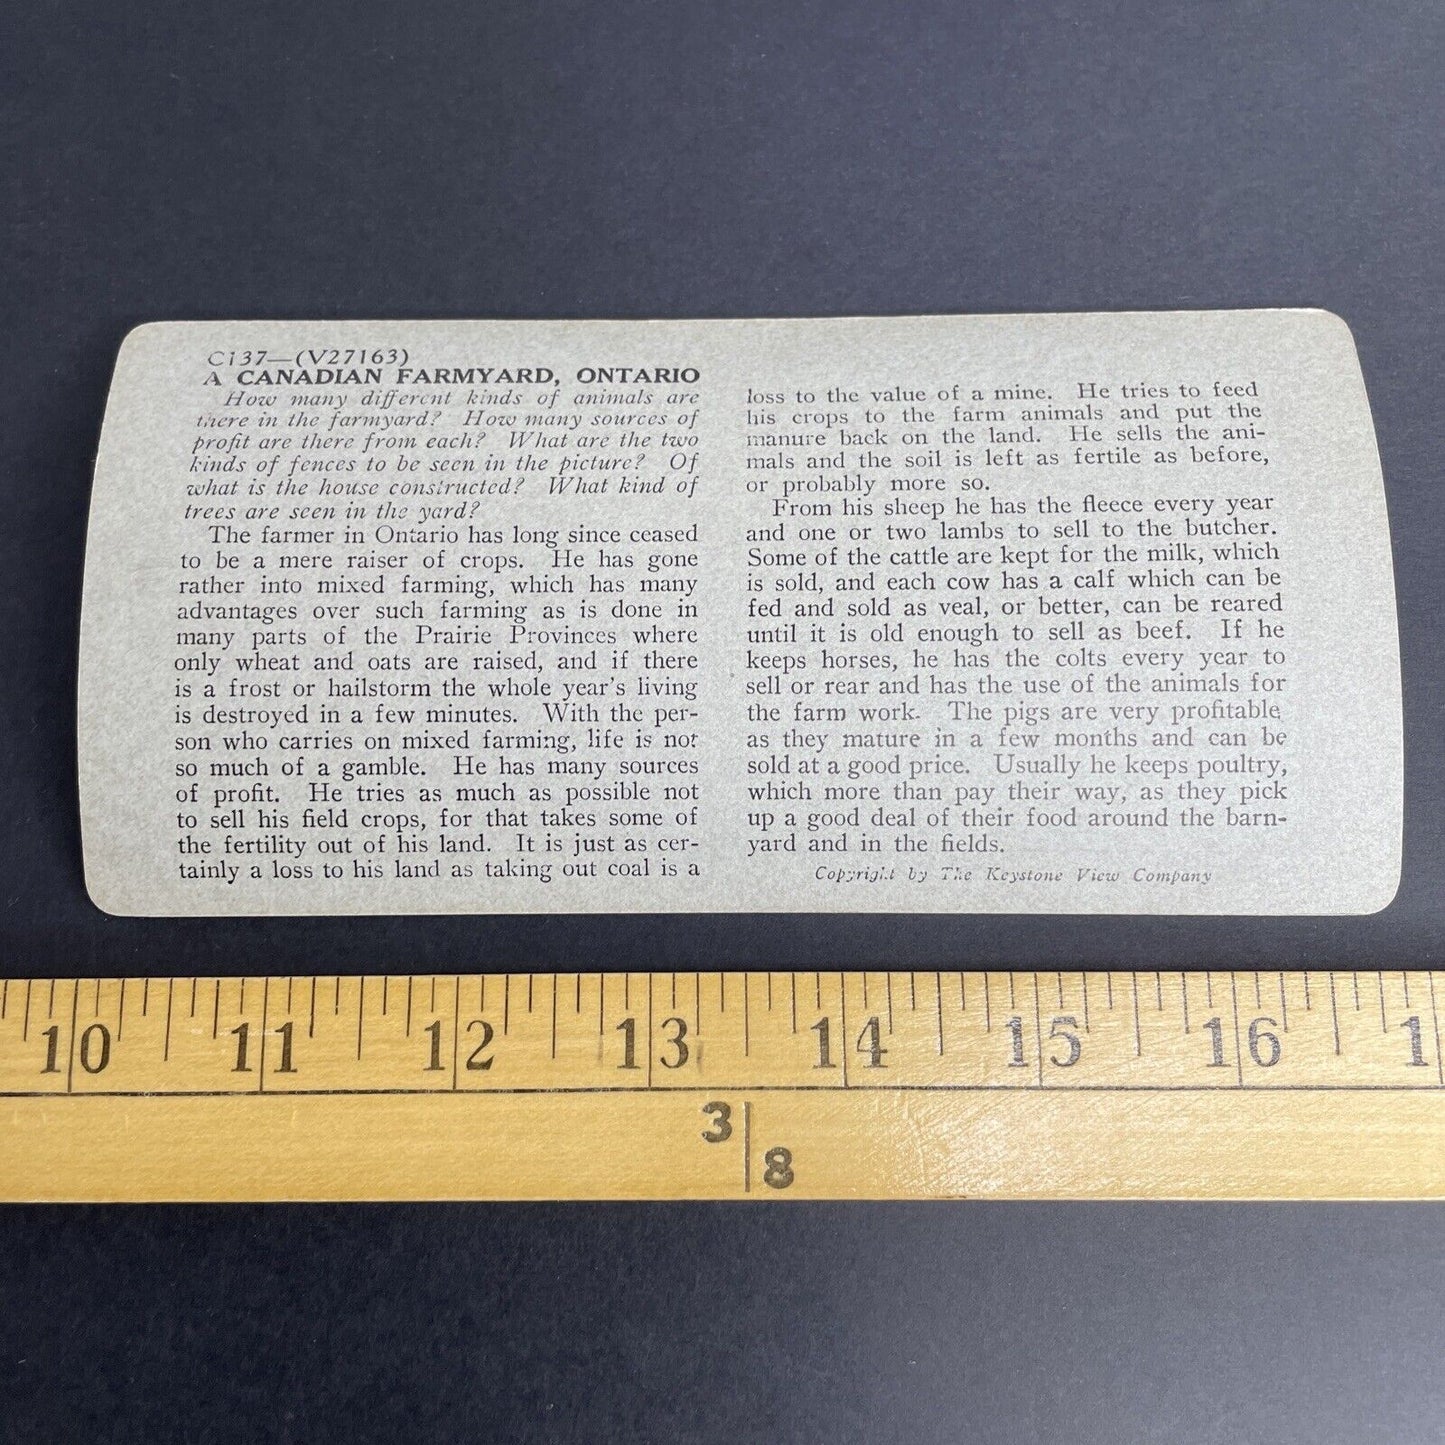 C137—(V27163)
A CANADIAN FARMYARD, ONTARIO
How many different kinds of animals are
there in the farmyard? How many sources of
profit are there from each? What are the two
kinds of fences to be seen in the picture? Of
what is the house constructed? What kind of
trees are seen in the yard?
The farmer in Ontario has long since ceased
to be a mere raiser of crops. He has gone
rather into mixed farming, which has many
advantages over such farming as is done in
many parts of the Prairie Provinces where
only wheat and oats are raised, and if there
is a frost or hailstorm the whole year's living
is destroyed in a few minutes. With the per-
son who carries on mixed farming, life is not
so much of a gamble. He has many sources
of profit. He tries as much as possible not
to sell his field crops, for that takes some of
the fertility out of his land. It is just as cer-
tainly a loss to his land as taking out coal is a
loss to the value of a mine. He tries to feed
his crops to the farm animals and put the
manure back on the land. He sells the ani-
mals and the soil is left as fertile as before,
or probably more so.
From his sheep he has the fleece every year
and one or two lambs to sell to the butcher.
Some of the cattle are kept for the milk, which
is sold, and each cow has a calf which can be
fed and sold as veal, or better, can be reared
until it is old enough to sell as beef. If he
keeps horses, he has the colts every year to
sell or rear and has the use of the animals for
the farm work. The pigs are very profitable
as they mature in a few months and can be
sold at a good price. Usually he keeps poultry,
which more than pay their way, as they pick
up a good deal of their food around the barn-
yard and in the fields.
Copyright by The Keystone View Company
10 11 12 13 14 15 16 1
3
8